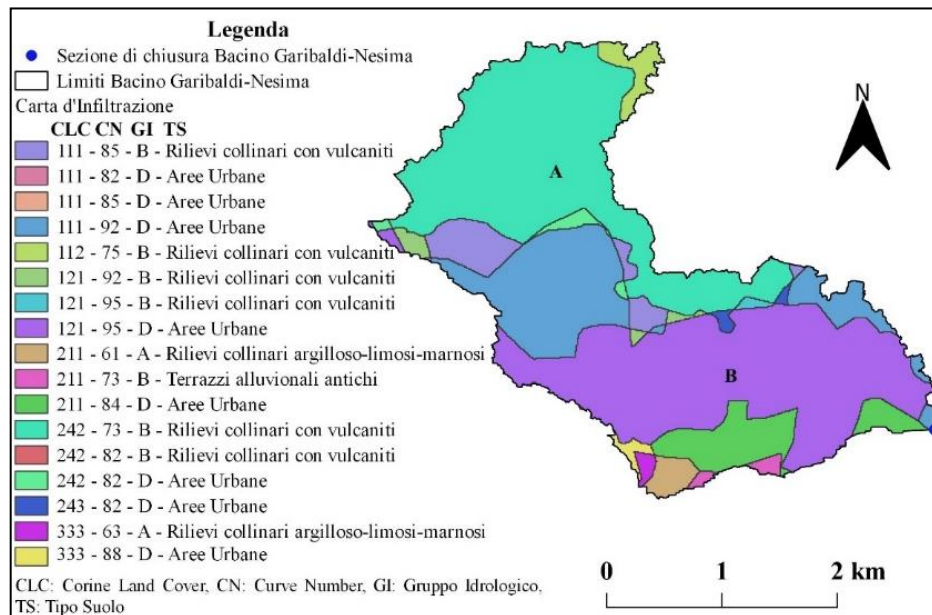 Legenda
Sezione di chiusura Bacino Garibaldi-Nesima
Limiti Bacino Garibaldi-Nesima
Carta d'Infiltrazione
CLC CN GI TS
111 - 85 - B - Rilievi collinari con vulcaniti
111 - 82 - D - Aree Urbane
111 - 85 - D - Aree Urbane
111 - 92 - D - Aree Urbane
112 - 75 - B - Rilievi collinari con vulcaniti
121 - 92 - B - Rilievi collinari con vulcaniti
121 - 95 - B - Rilievi collinari con vulcaniti
121 - 95 - D - Aree Urbane
211 - 61 - A - Rilievi collinari argilloso-limosi-marnosi
211 - 73 - B - Terrazzi alluvionali antichi
211 - 84 - D - Aree Urbane
242 - 73 - B - Rilievi collinari con vulcaniti
242 - 82 - B - Rilievi collinari con vulcaniti
242 - 82 - D - Aree Urbane
243 - 82 - D - Aree Urbane
333 - 63 - A - Rilievi collinari argilloso-limosi-marnosi
333 - 88 - D - Aree Urbane
CLC: Corine Land Cover, CN: Curve Number, GI: Gruppo Idrologico,
TS: Tipo Suolo
A
B
N
0 1 2 km